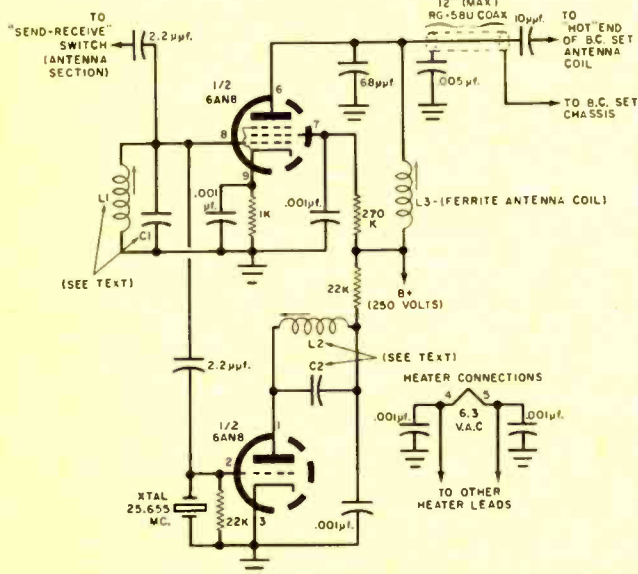 TO
"SEND-RECEIVE"
SWITCH
(ANTENNA
SECTION)
2.2µµf.
12" (MAX)
RG-58U COAX
10µµf.
TO
"HOT" END
OF B.C. SET
ANTENNA
COIL
TO B.C. SET
CHASSIS
1/2
6AN8
6
7
8
9
68µµf.
.005µf.
L1
C1
(SEE TEXT)
.001
µf.
1K
.001µf.
270
K
L3-(FERRITE ANTENNA COIL)
B+
(250 VOLTS)
22K
L2
C2
(SEE TEXT)
2.2µµf.
1/2
6AN8
1
2
3
XTAL
25.655
MC.
22K
.001µf.
HEATER CONNECTIONS
4
5
.001µf.
6.3
V.A.C
.001µf.
TO OTHER
HEATER LEADS